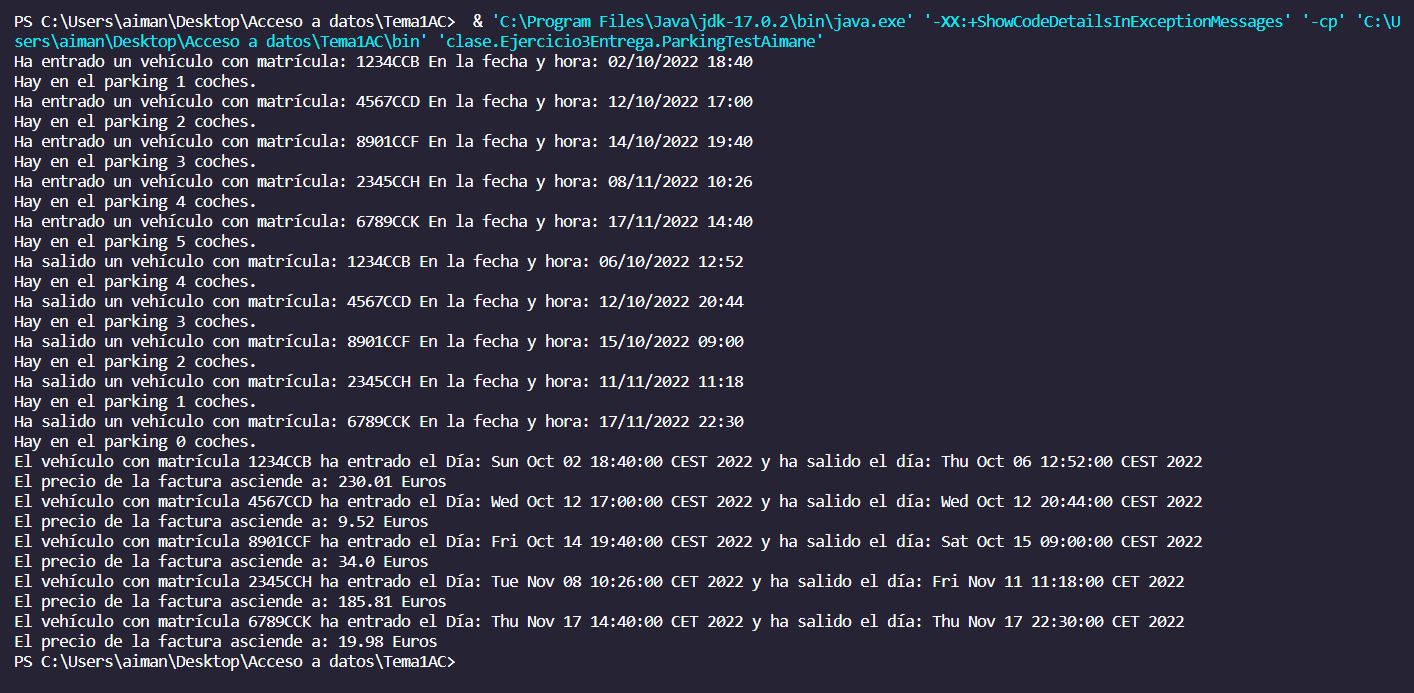 PS C:\Users\aiman\Desktop\Acceso a datos\Tema1AC>  & 'C:\Program Files\Java\jdk-17.0.2\bin\java.exe' '-XX:+ShowCodeDetailsInExceptionMessages' '-cp' 'C:\U
sers\aiman\Desktop\Acceso a datos\Tema1AC\bin' 'clase.Ejercicio3Entrega.ParkingTestAimane'
Ha entrado un vehículo con matrícula: 1234CCB En la fecha y hora: 02/10/2022 18:40
Hay en el parking 1 coches.
Ha entrado un vehículo con matrícula: 4567CCD En la fecha y hora: 12/10/2022 17:00
Hay en el parking 2 coches.
Ha entrado un vehículo con matrícula: 8901CCF En la fecha y hora: 14/10/2022 19:40
Hay en el parking 3 coches.
Ha entrado un vehículo con matrícula: 2345CCH En la fecha y hora: 08/11/2022 10:26
Hay en el parking 4 coches.
Ha entrado un vehículo con matrícula: 6789CCK En la fecha y hora: 17/11/2022 14:40
Hay en el parking 5 coches.
Ha salido un vehículo con matrícula: 1234CCB En la fecha y hora: 06/10/2022 12:52
Hay en el parking 4 coches.
Ha salido un vehículo con matrícula: 4567CCD En la fecha y hora: 12/10/2022 20:44
Hay en el parking 3 coches.
Ha salido un vehículo con matrícula: 8901CCF En la fecha y hora: 15/10/2022 09:00
Hay en el parking 2 coches.
Ha salido un vehículo con matrícula: 2345CCH En la fecha y hora: 11/11/2022 11:18
Hay en el parking 1 coches.
Ha salido un vehículo con matrícula: 6789CCK En la fecha y hora: 17/11/2022 22:30
Hay en el parking 0 coches.
El vehículo con matrícula 1234CCB ha entrado el Día: Sun Oct 02 18:40:00 CEST 2022 y ha salido el día: Thu Oct 06 12:52:00 CEST 2022
El precio de la factura asciende a: 230.01 Euros
El vehículo con matrícula 4567CCD ha entrado el Día: Wed Oct 12 17:00:00 CEST 2022 y ha salido el día: Wed Oct 12 20:44:00 CEST 2022
El precio de la factura asciende a: 9.52 Euros
El vehículo con matrícula 8901CCF ha entrado el Día: Fri Oct 14 19:40:00 CEST 2022 y ha salido el día: Sat Oct 15 09:00:00 CEST 2022
El precio de la factura asciende a: 34.0 Euros
El vehículo con matrícula 2345CCH ha entrado el Día: Tue Nov 08 10:26:00 CET 2022 y ha salido el día: Fri Nov 11 11:18:00 CET 2022
El precio de la factura asciende a: 185.81 Euros
El vehículo con matrícula 6789CCK ha entrado el Día: Thu Nov 17 14:40:00 CET 2022 y ha salido el día: Thu Nov 17 22:30:00 CET 2022
El precio de la factura asciende a: 19.98 Euros
PS C:\Users\aiman\Desktop\Acceso a datos\Tema1AC>